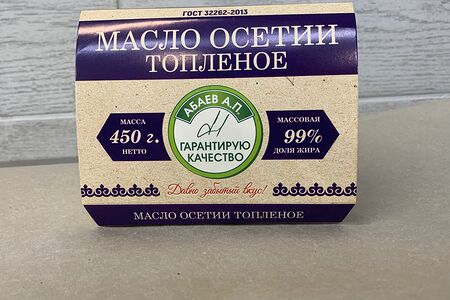 ГОСТ 32262-2013
МАСЛО ОСЕТИИ
ТОПЛЕНОЕ
МАССА
450 г.
НЕТТО
АБАЕВ А.П.
ГАРАНТИРУЮ
КАЧЕСТВО
МАССОВАЯ
99%
ДОЛЯ ЖИРА
Давно забытый вкус!
МАСЛО ОСЕТИИ ТОПЛЕНОЕ